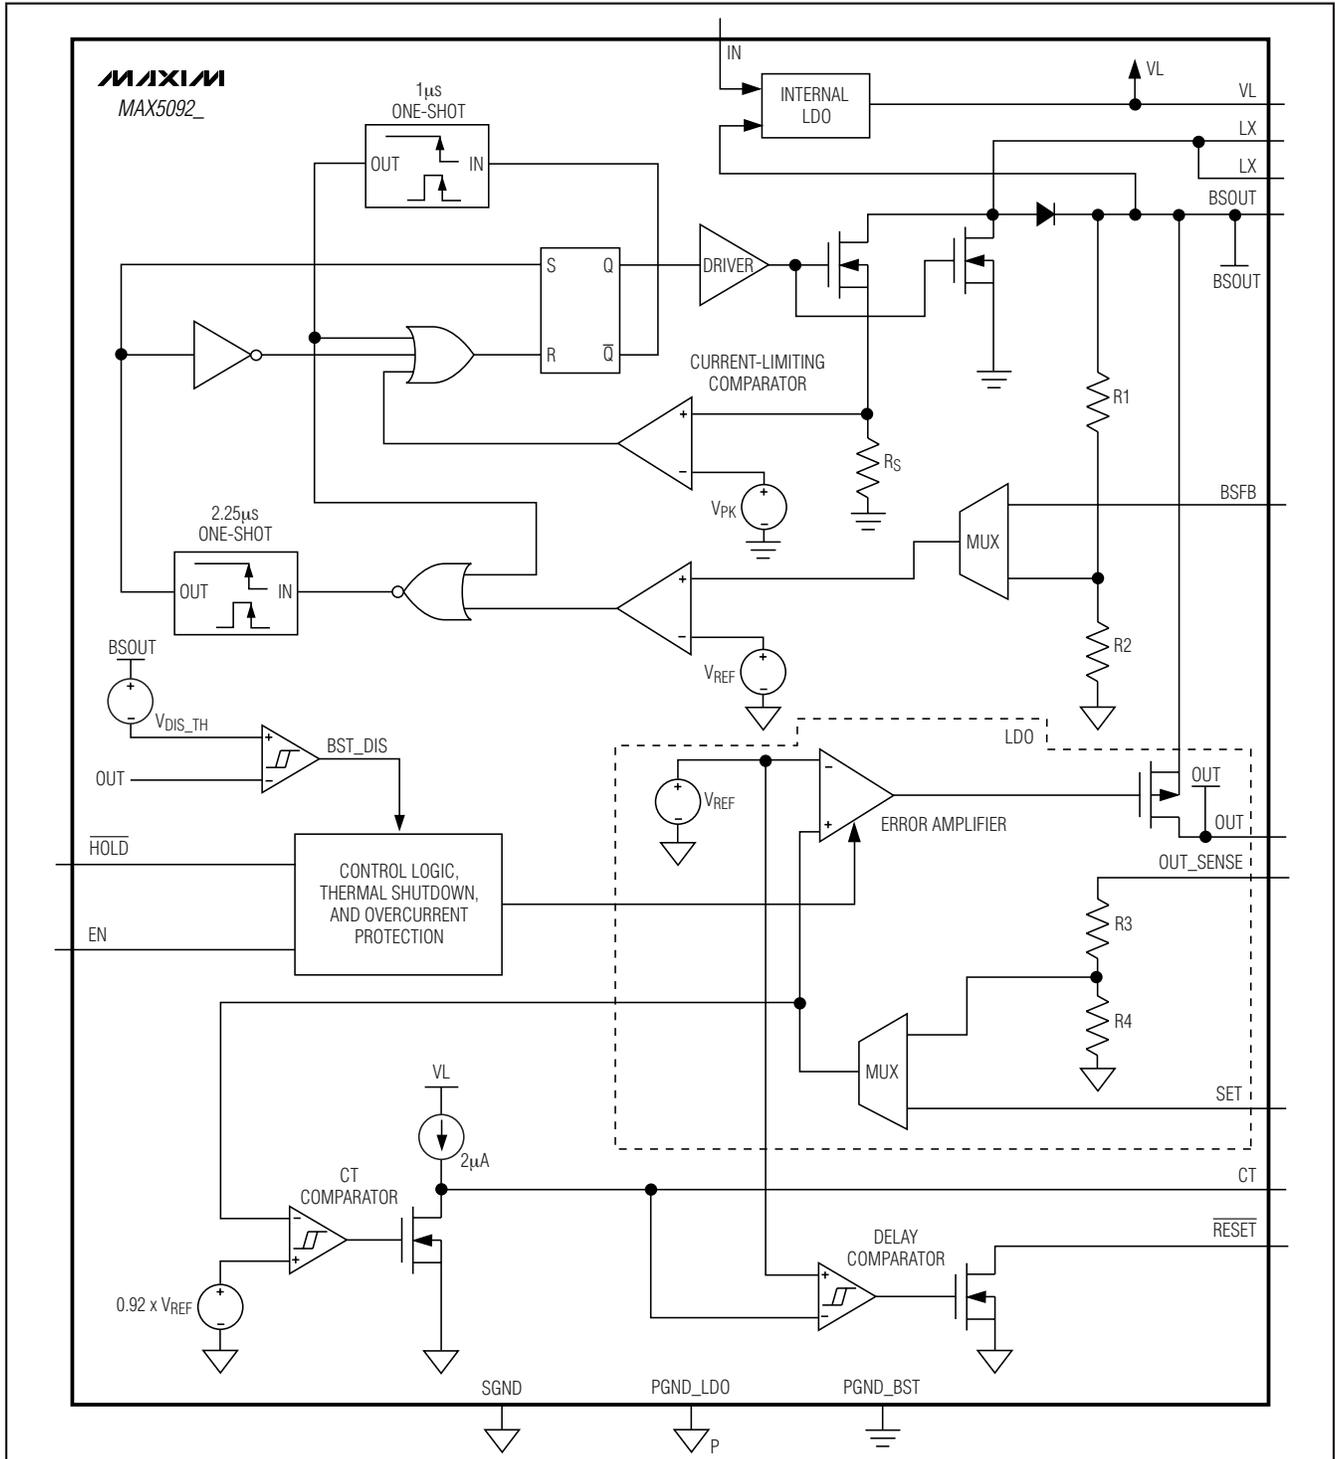 IN
MAXIM
MAX5092_
1µs
ONE-SHOT
OUT
IN
INTERNAL
LDO
VL
VL
LX
LX
BSOUT
BSOUT
S
Q
R
Q̅
DRIVER
CURRENT-LIMITING
COMPARATOR
+
−
RS
VPK
+
−
R1
BSFB
MUX
2.25µs
ONE-SHOT
OUT
IN
+
−
VREF
+
−
R2
BSOUT
+
−
VDIS_TH
+
−
BST_DIS
OUT
LDO
VREF
+
−
−
+
ERROR AMPLIFIER
OUT
OUT
OUT_SENSE
H̅O̅L̅D̅
EN
CONTROL LOGIC,
THERMAL SHUTDOWN,
AND OVERCURRENT
PROTECTION
R3
R4
MUX
SET
VL
2µA
CT
CT
COMPARATOR
−
+
0.92 x VREF
+
−
DELAY
COMPARATOR
+
−
R̅E̅S̅E̅T̅
SGND
PGND_LDO
PGND_BST
P